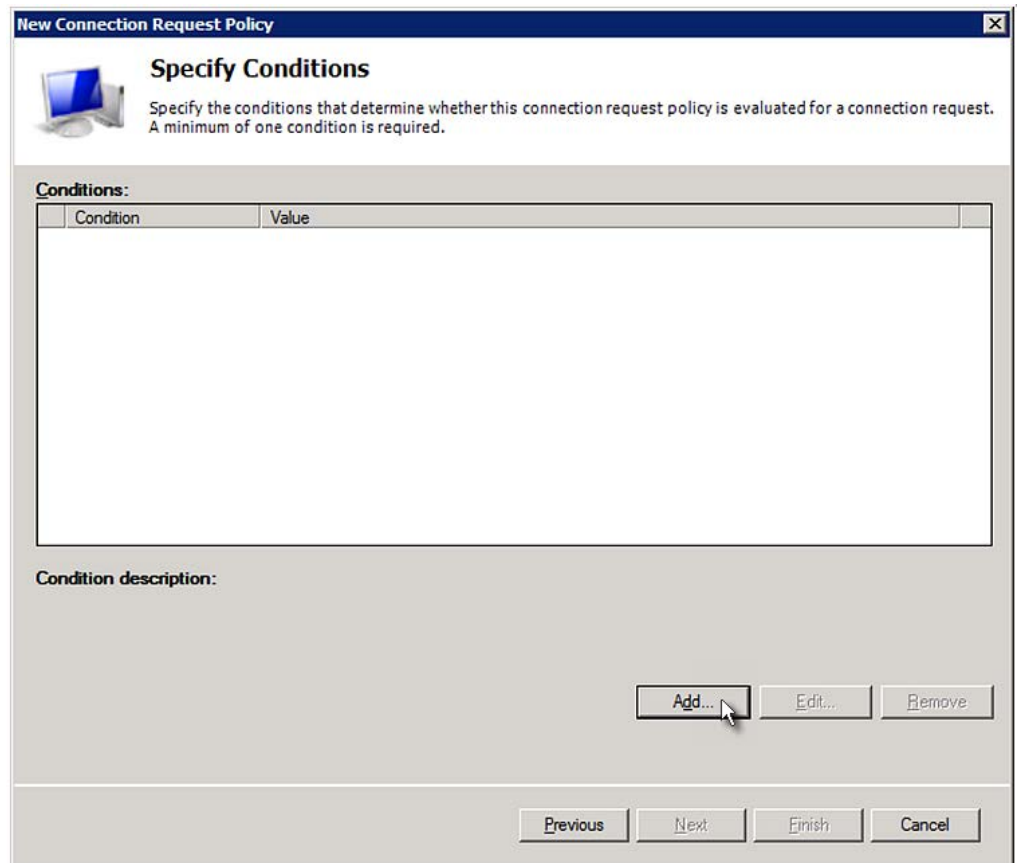 New Connection Request Policy
Specify Conditions
Specify the conditions that determine whether this connection request policy is evaluated for a connection request.
A minimum of one condition is required.
Conditions:
Condition Value
Condition description:
Add... Edit... Remove
Previous Next Finish Cancel